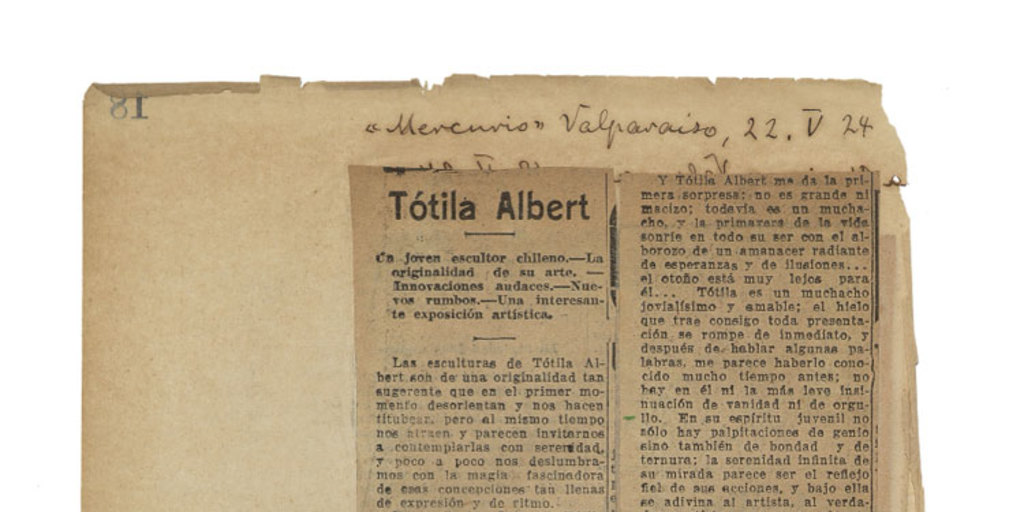 18
«Mercurio» Valparaiso, 22. V 24
Tótila Albert
Un joven escultor chileno.—La
originalidad de su arte. —
Innovaciones audaces.—Nue-
vos rumbos.—Una interesan-
te exposición artística.
Las esculturas de Tótila Al-
bert son de una originalidad tan
sugerente que en el primer mo-
mento desorientan y nos hacen
titubear, pero al mismo tiempo
nos atraen y parecen invitarnos
a contemplarlas con serenidad,
y poco a poco nos deslumbra-
mos con la magia fascinadora
de esas concepciones tan llenas
de expresión y de ritmo.
Y Tótila Albert me da la pri-
mera sorpresa; no es grande ni
macizo; todavía es un mucha-
cho, y la primavera de la vida
sonríe en todo su ser con el al-
borozo de un amanecer radiante
de esperanzas y de ilusiones...
el otoño está muy lejos para
él... Tótila es un muchacho
jovialísimo y amable; el hielo
que trae consigo toda presenta-
ción se rompe de inmediato, y
después de hablar algunas pa-
labras, me parece haberlo cono-
cido mucho tiempo antes; no
hay en él ni la más leve insi-
nuación de vanidad ni de orgu-
llo. En su espíritu juvenil no
sólo hay palpitaciones de genio
sino también de bondad y de
ternura; la serenidad infinita de
su mirada parece ser el reflejo
fiel de sus acciones, y bajo ella
se adivina al artista, al verda-